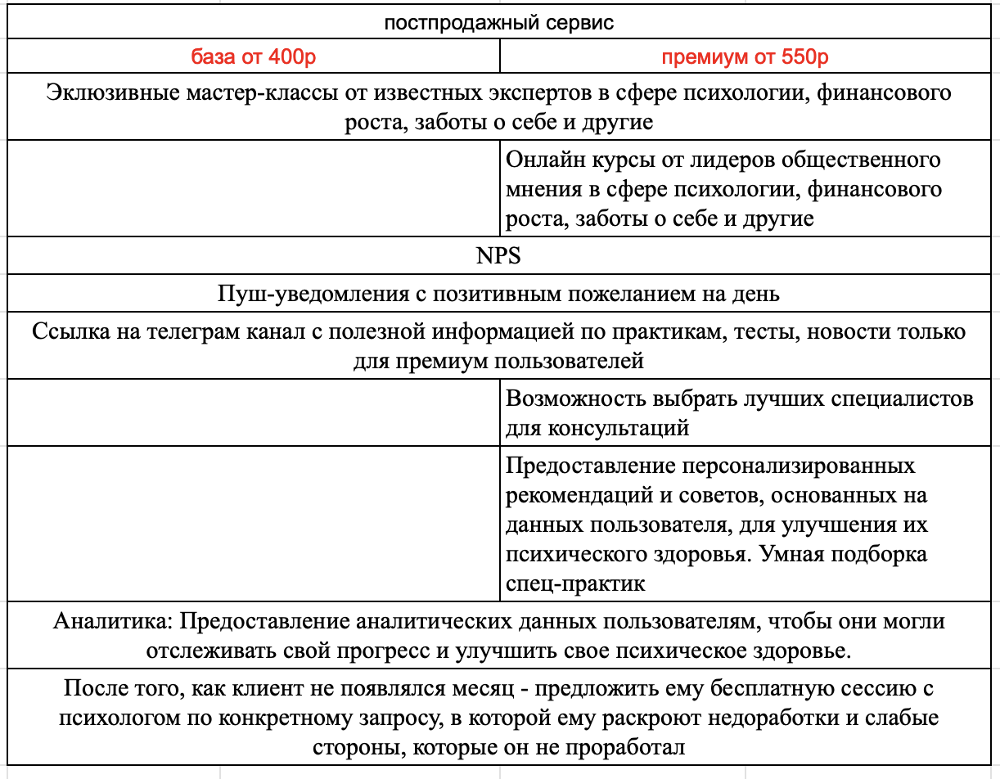 постпродажный сервис
база от 400р
премиум от 550р
Эклюзивные мастер-классы от известных экспертов в сфере психологии, финансового
роста, заботы о себе и другие
Онлайн курсы от лидеров общественного
мнения в сфере психологии, финансового
роста, заботы о себе и другие
NPS
Пуш-уведомления с позитивным пожеланием на день
Ссылка на телеграм канал с полезной информацией по практикам, тесты, новости только
для премиум пользователей
Возможность выбрать лучших специалистов
для консультаций
Предоставление персонализированных
рекомендаций и советов, основанных на
данных пользователя, для улучшения их
психического здоровья. Умная подборка
спец-практик
Аналитика: Предоставление аналитических данных пользователям, чтобы они могли
отслеживать свой прогресс и улучшить свое психическое здоровье.
После того, как клиент не появлялся месяц - предложить ему бесплатную сессию с
психологом по конкретному запросу, в которой ему раскроют недоработки и слабые
стороны, которые он не проработал